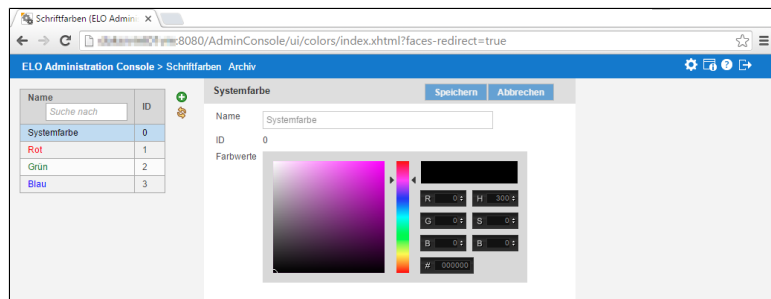 Schriftfarben (ELO Admini
:8080/AdminConsole/ui/colors/index.xhtml?faces-redirect=true
ELO Administration Console > Schriftfarben Archiv
Name ID
Suche nach
Systemfarbe 0
Rot 1
Grün 2
Blau 3
Systemfarbe Speichern Abbrechen
Name Systemfarbe
ID 0
Farbwerte
R 0 H 300
G 0 S 0
B 0 B 0
# 000000